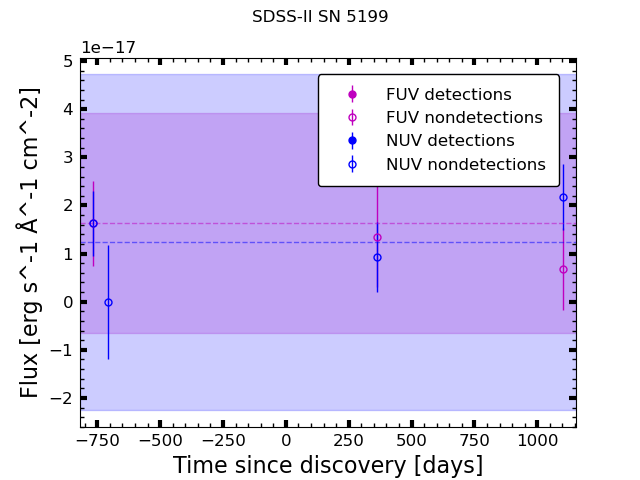 SDSS-II SN 5199
1e−17
5
4
3
2
1
0
−1
−2
Flux [erg s^-1 Å^-1 cm^-2]
FUV detections
FUV nondetections
NUV detections
NUV nondetections
−750 −500 −250 0 250 500 750 1000
Time since discovery [days]